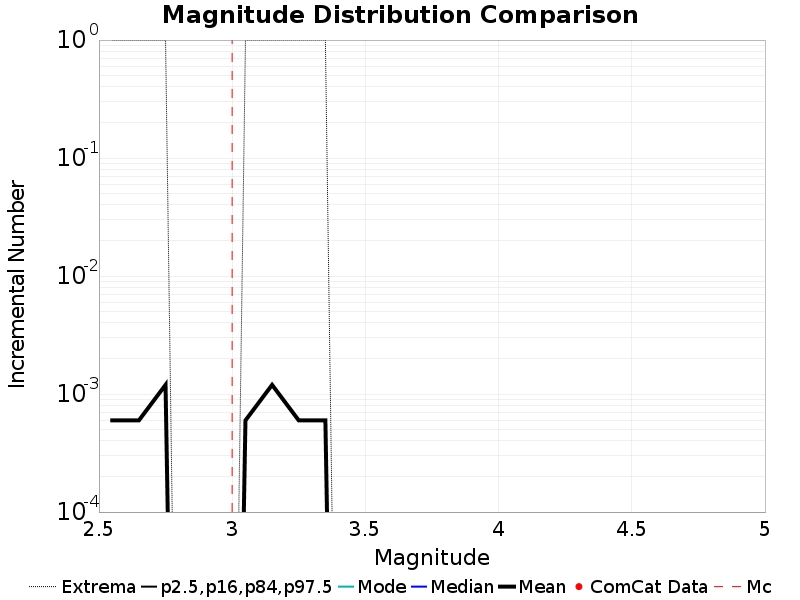 Magnitude Distribution Comparison
Incremental Number
10^0
10^-1
10^-2
10^-3
10^-4
2.5 3 3.5 4 4.5 5
Magnitude
Extrema p2.5,p16,p84,p97.5 Mode Median Mean ComCat Data Mc